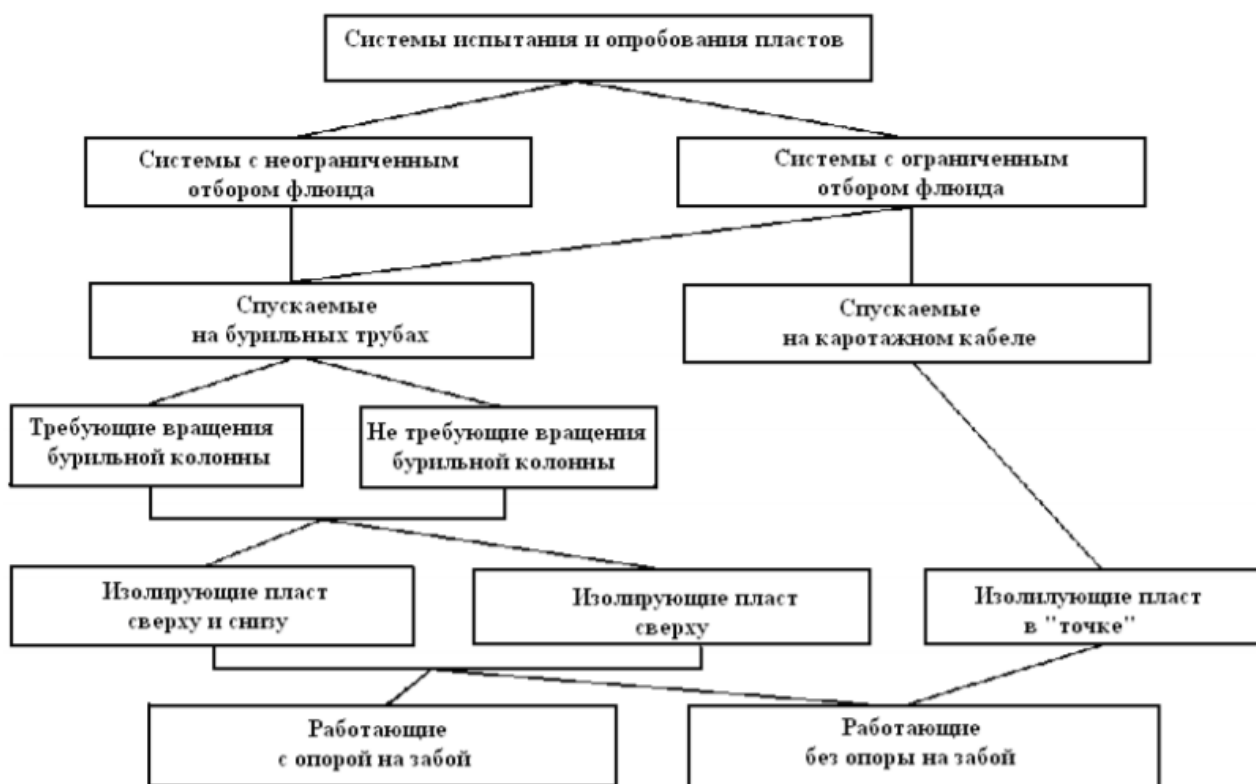 Системы испытания и опробования пластов
Системы с неограниченным
отбором флюида
Системы с ограниченным
отбором флюида
Спускаемые
на бурильных трубах
Спускаемые
на каротажном кабеле
Требующие вращения
бурильной колонны
Не требующие вращения
бурильной колонны
Изолирующие пласт
сверху и снизу
Изолирующие пласт
сверху
Изолилующие пласт
в "точке"
Работающие
с опорой на забой
Работающие
без опоры на забой